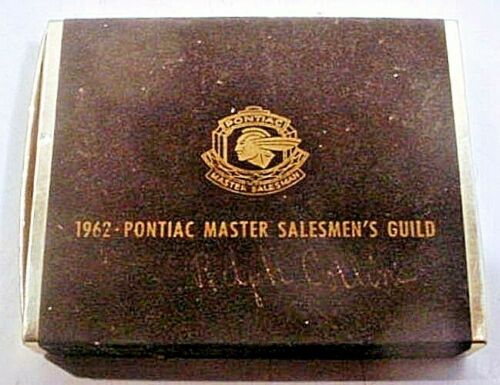 PONTIAC
MASTER SALESMAN
1962 · PONTIAC MASTER SALESMEN'S GUILD